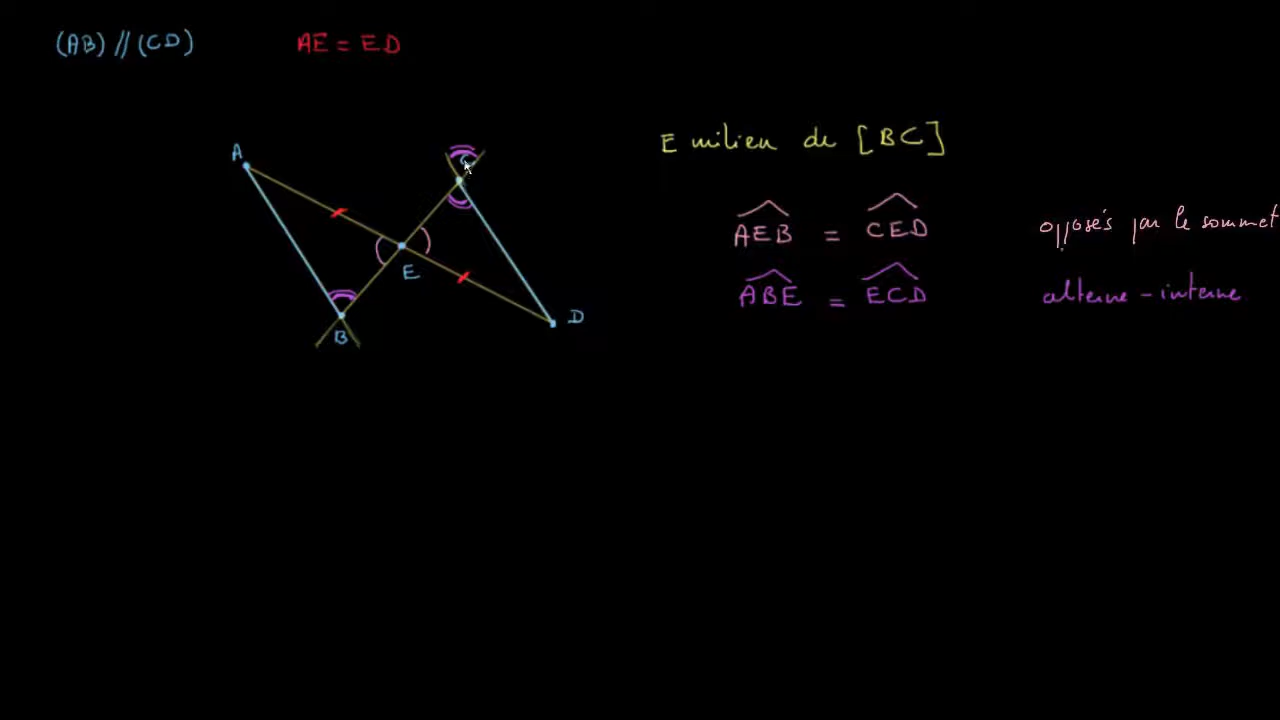 (AB) // (CD) AE = ED
E milieu de [BC]
A
C
E
D
B
AEB = CED opposés par le sommet
ABE = ECD alterne - interne